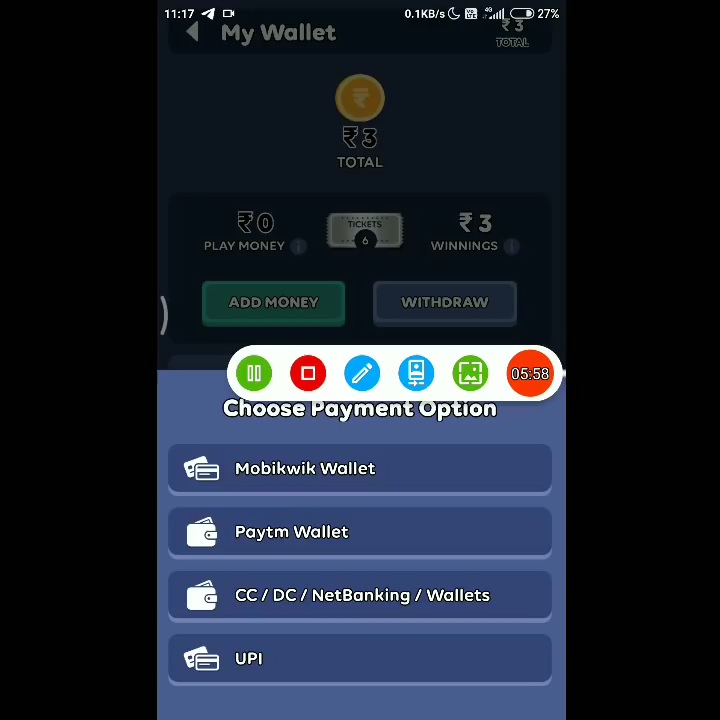 11:17 0.1KB/s 4G 27%
My Wallet ₹3
TOTAL
₹3
TOTAL
₹0 TICKETS ₹3
6
PLAY MONEY i WINNINGS i
ADD MONEY WITHDRAW
05:58
Choose Payment Option
Mobikwik Wallet
Paytm Wallet
CC / DC / NetBanking / Wallets
UPI